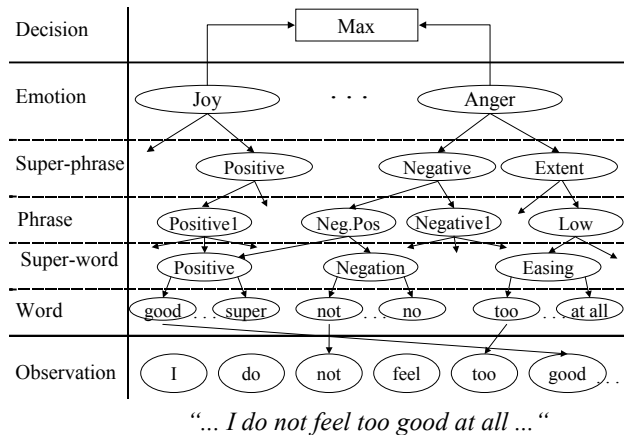 Decision Max
Emotion Joy . . . Anger
Super-phrase Positive Negative Extent
Phrase Positive1 Neg.Pos Negative1 Low
Super-word Positive Negation Easing
Word good ... super not ... no too ... at all
Observation I do not feel too good ...
“... I do not feel too good at all ...“